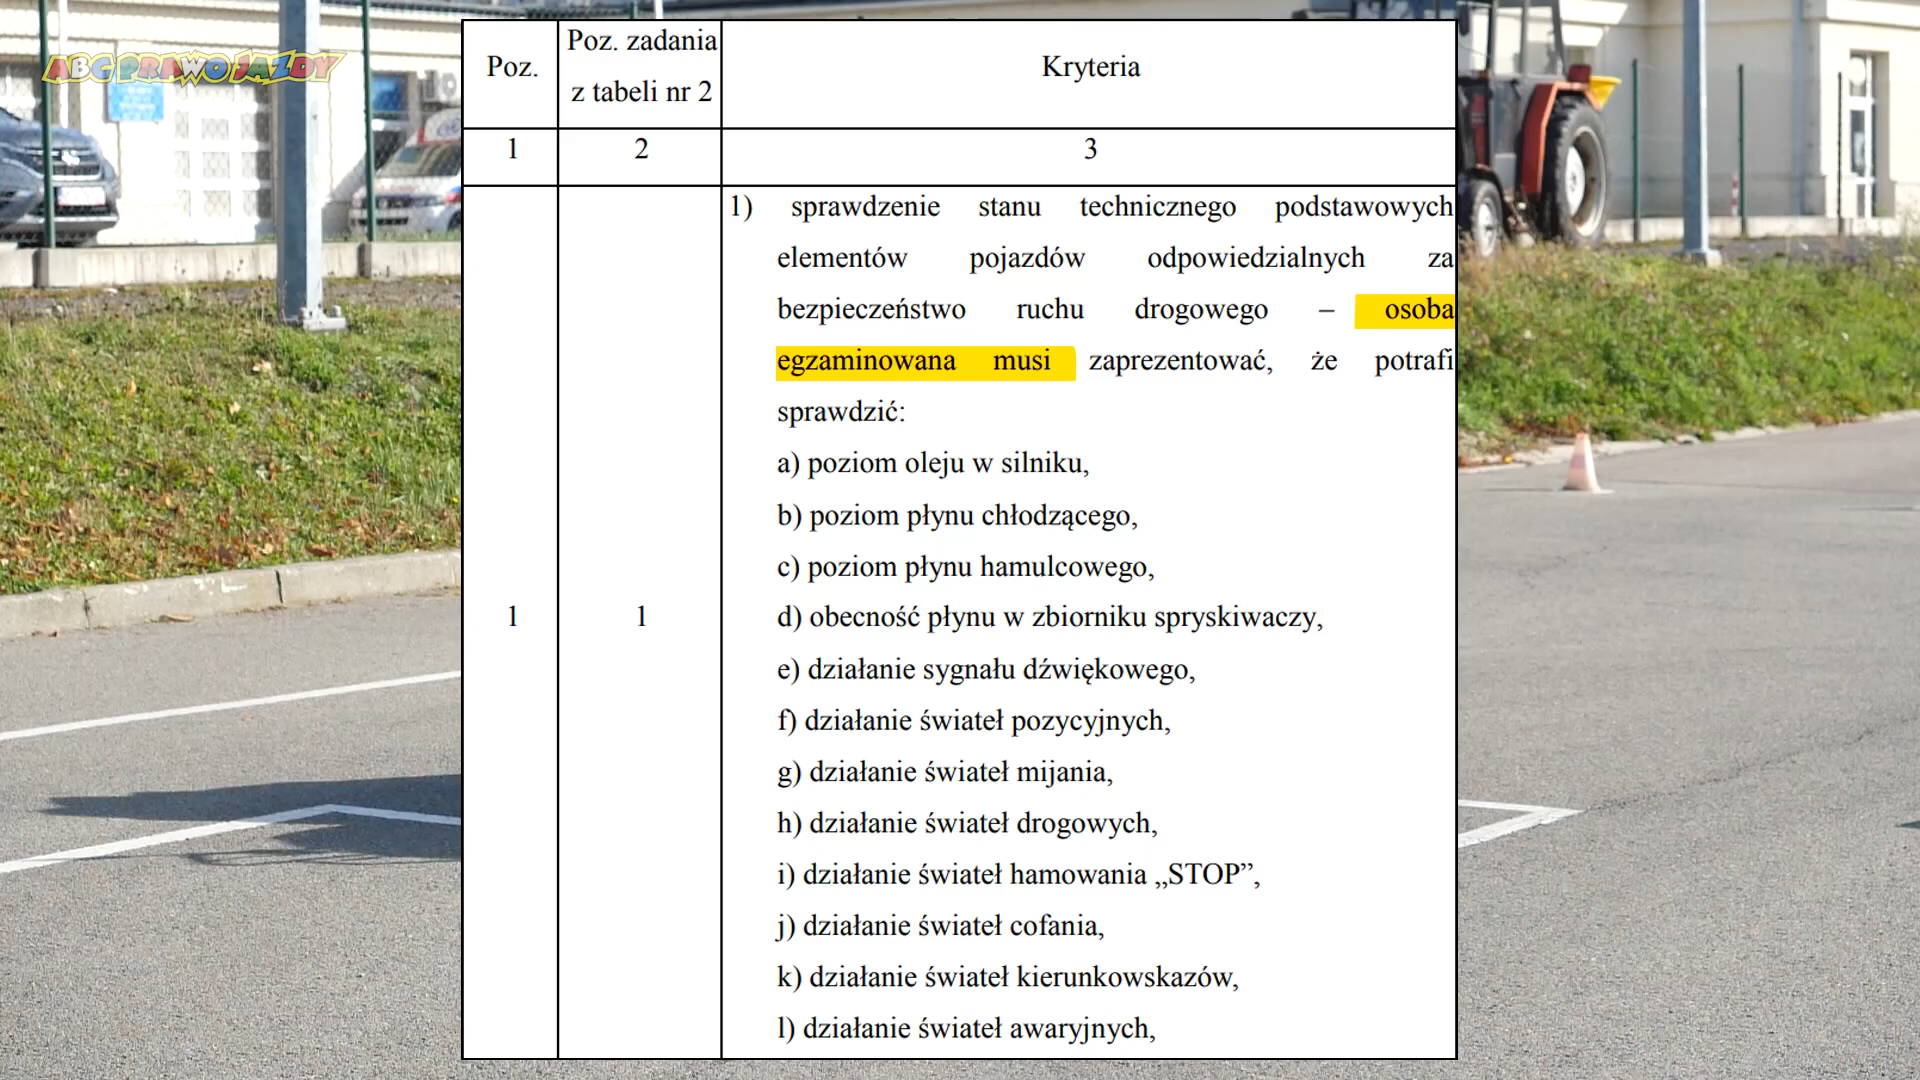 ABC PRAWO JAZDY
Poz.
Poz. zadania
z tabeli nr 2
Kryteria
1
2
3
1
1
1) sprawdzenie stanu technicznego podstawowych
elementów pojazdów odpowiedzialnych za
bezpieczeństwo ruchu drogowego – osoba
egzaminowana musi zaprezentować, że potrafi
sprawdzić:
a) poziom oleju w silniku,
b) poziom płynu chłodzącego,
c) poziom płynu hamulcowego,
d) obecność płynu w zbiorniku spryskiwaczy,
e) działanie sygnału dźwiękowego,
f) działanie świateł pozycyjnych,
g) działanie świateł mijania,
h) działanie świateł drogowych,
i) działanie świateł hamowania „STOP”,
j) działanie świateł cofania,
k) działanie świateł kierunkowskazów,
l) działanie świateł awaryjnych,